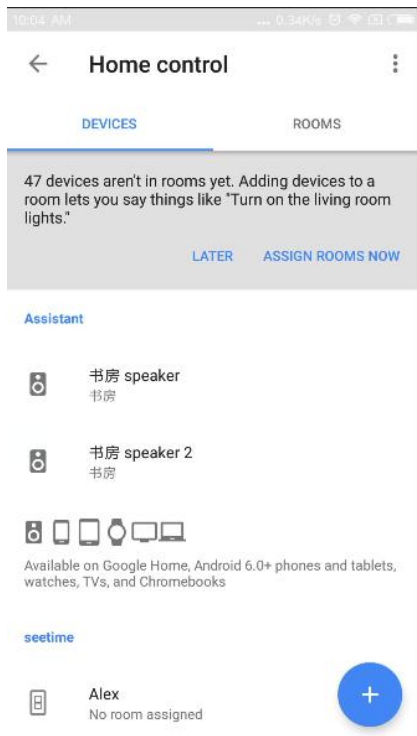 10:04 AM ... 0.34K/s
Home control
DEVICES ROOMS
47 devices aren't in rooms yet. Adding devices to a
room lets you say things like "Turn on the living room
lights."
LATER ASSIGN ROOMS NOW
Assistant
书房 speaker
书房
书房 speaker 2
书房
Available on Google Home, Android 6.0+ phones and tablets,
watches, TVs, and Chromebooks
seetime
Alex
No room assigned